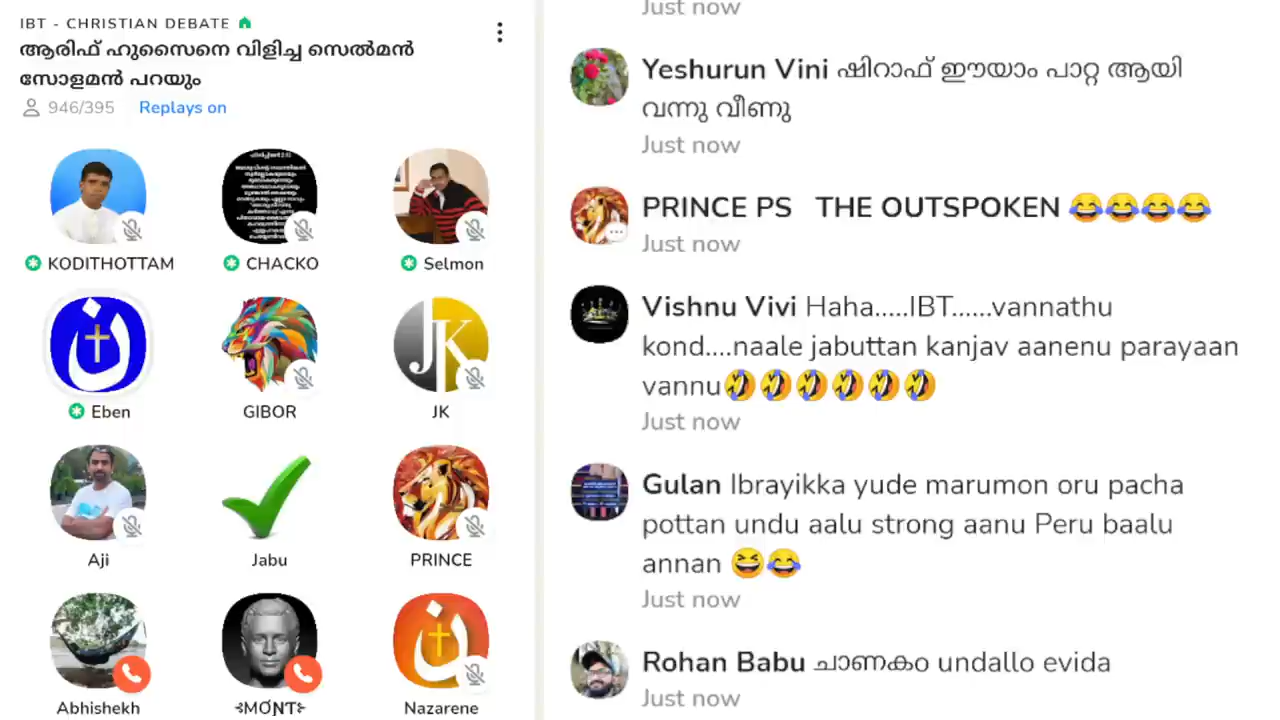 IBT - CHRISTIAN DEBATE
ആരിഫ് ഹുസൈനെ വിളിച്ച സെൽമൻ
സോളമൻ പറയും
946/395 Replays on
KODITHOTTAM CHACKO Selmon
Eben GIBOR JK
Aji Jabu PRINCE
Abhishekh Nazarene
Just now
Yeshurun Vini ഷിറാഫ് ഈയാം പാറ്റ ആയി
വന്നു വീണു
Just now
PRINCE PS THE OUTSPOKEN 😂😂😂😂
Just now
Vishnu Vivi Haha.....IBT......vannathu
kond....naale jabuttan kanjav aanenu parayaan
vannu🤣🤣🤣🤣🤣🤣
Just now
Gulan Ibrayikka yude marumon oru pacha
pottan undu aalu strong aanu Peru baalu
annan 😆😂
Just now
Rohan Babu ചാണകം undallo evida
Just now